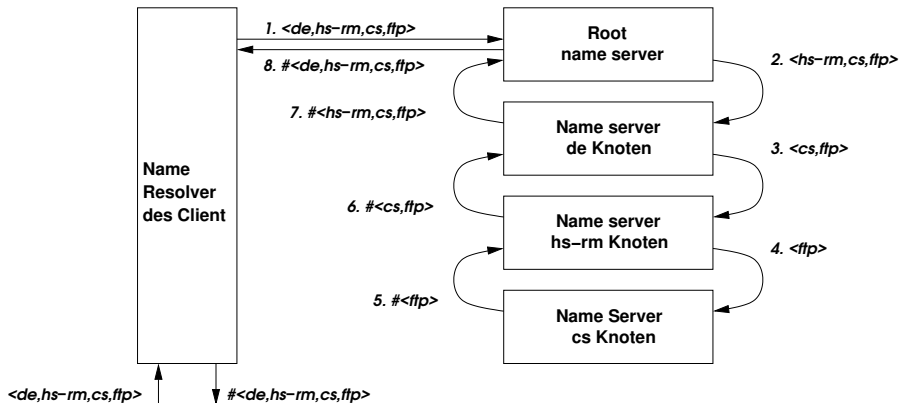 1. <de,hs−rm,cs,ftp>
Root
name server
8. #<de,hs−rm,cs,ftp>
2. <hs−rm,cs,ftp>
7. #<hs−rm,cs,ftp>
Name server
de Knoten
3. <cs,ftp>
Name
Resolver
des Client
6. #<cs,ftp>
Name server
hs−rm Knoten
4. <ftp>
5. #<ftp>
Name Server
cs Knoten
<de,hs−rm,cs,ftp>
#<de,hs−rm,cs,ftp>